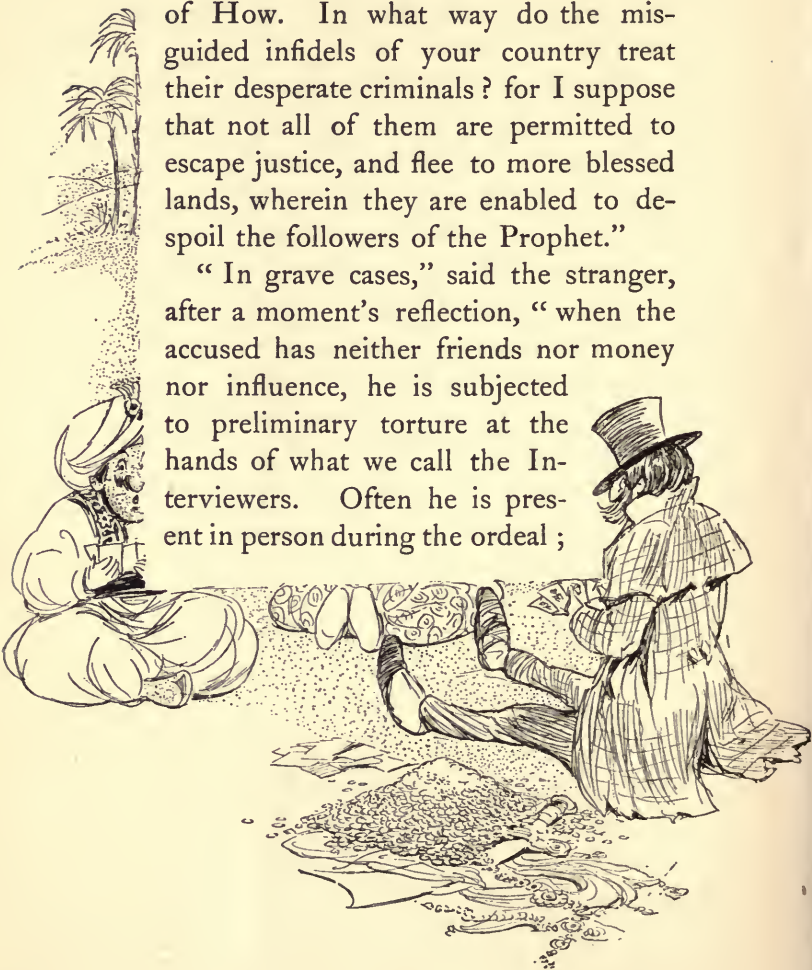 of How. In what way do the mis-
guided infidels of your country treat
their desperate criminals ? for I suppose
that not all of them are permitted to
escape justice, and flee to more blessed
lands, wherein they are enabled to de-
spoil the followers of the Prophet.”
“ In grave cases,” said the stranger,
after a moment's reflection, “ when the
accused has neither friends nor money
nor influence, he is subjected
to preliminary torture at the
hands of what we call the In-
terviewers. Often he is pres-
ent in person during the ordeal ;